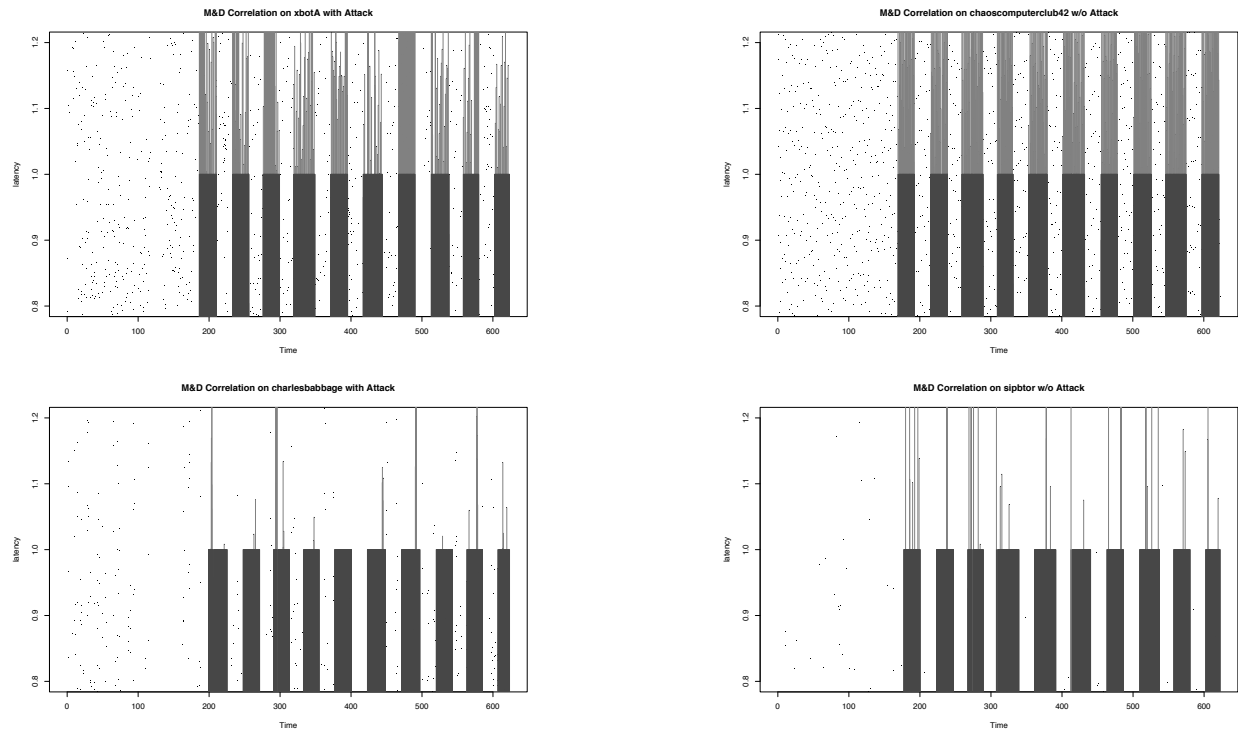 M&D Correlation on xbotA with Attack
latency
0.8 0.9 1.0 1.1 1.2
0 100 200 300 400 500 600
Time
M&D Correlation on chaoscomputerclub42 w/o Attack
latency
0.8 0.9 1.0 1.1 1.2
0 100 200 300 400 500 600
Time
M&D Correlation on charlesbabbage with Attack
latency
0.8 0.9 1.0 1.1 1.2
0 100 200 300 400 500 600
Time
M&D Correlation on sipbtor w/o Attack
latency
0.8 0.9 1.0 1.1 1.2
0 100 200 300 400 500 600
Time